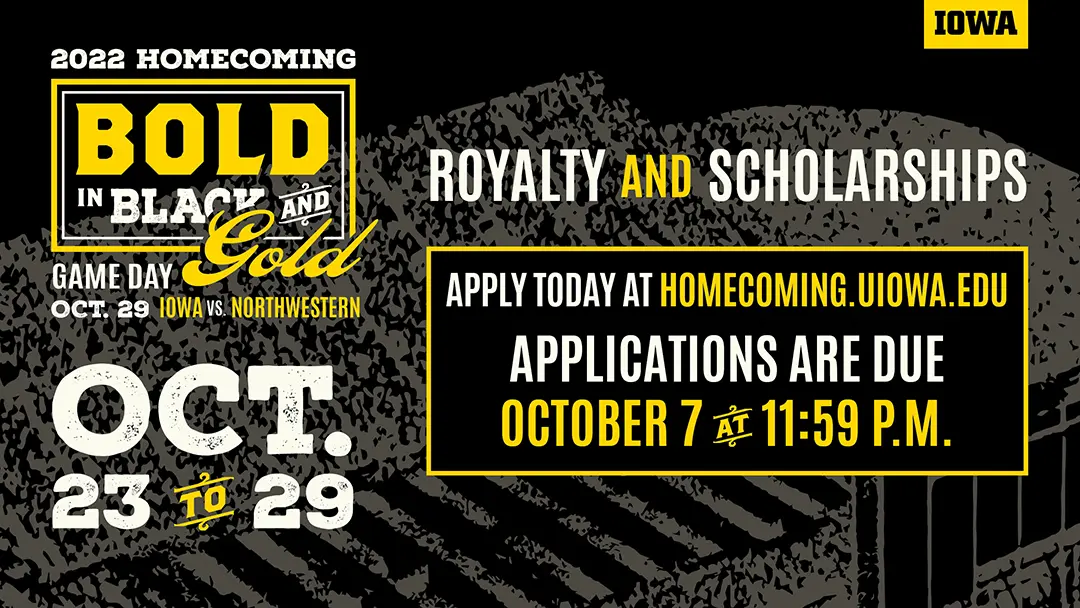 IOWA
2022 HOMECOMING
BOLD
IN BLACK AND
Gold
GAME DAY
OCT. 29 IOWA VS. NORTHWESTERN
OCT.
23 TO 29
ROYALTY AND SCHOLARSHIPS
APPLY TODAY AT HOMECOMING.UIOWA.EDU
APPLICATIONS ARE DUE
OCTOBER 7 AT 11:59 P.M.